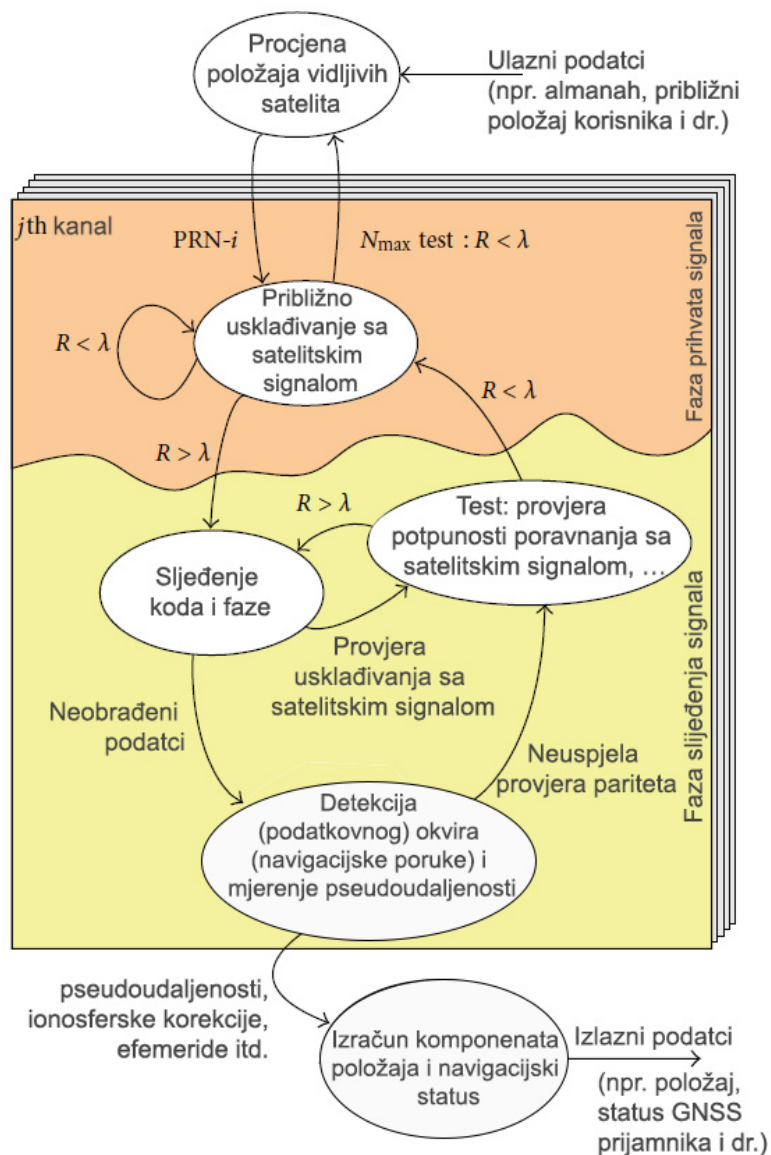 Procjena
položaja vidljivih
satelita
Ulazni podatci
(npr. almanah, približni
položaj korisnika i dr.)
jth kanal
PRN-i
N_max test : R < λ
Faza prihvata signala
Približno
usklađivanje sa
satelitskim
signalom
R < λ
R < λ
R > λ
R > λ
Test: provjera
potpunosti poravnanja sa
satelitskim signalom, ...
Sljeđenje
koda i faze
Provjera
usklađivanja sa
satelitskim signalom
Faza slijeđenja signala
Neobrađeni
podatci
Neuspjela
provjera pariteta
Detekcija
(podatkovnog) okvira
(navigacijske poruke) i
mjerenje pseudoudaljenosti
pseudoudaljenosti,
ionosferske korekcije,
efemeride itd.
Izračun komponenata
položaja i navigacijski
status
Izlazni podatci
(npr. položaj,
status GNSS
prijamnika i dr.)